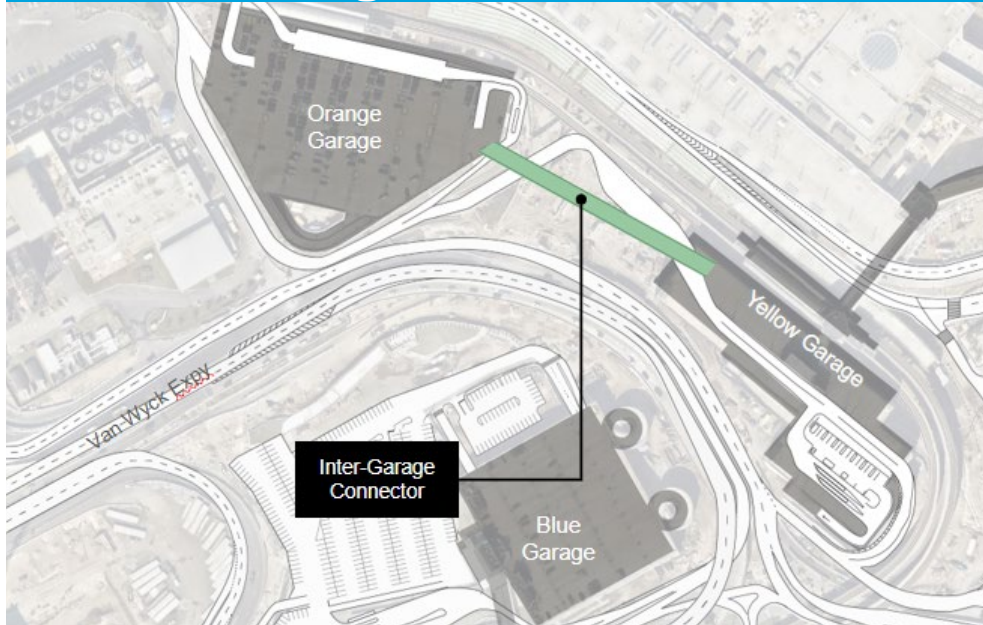 Orange
Garage
Yellow Garage
Van-Wyck Expy
Inter-Garage
Connector
Blue
Garage